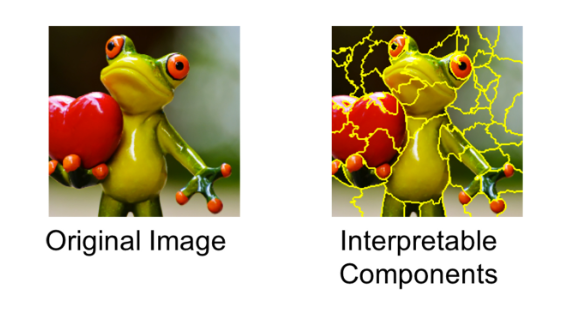 Original Image
Interpretable
Components